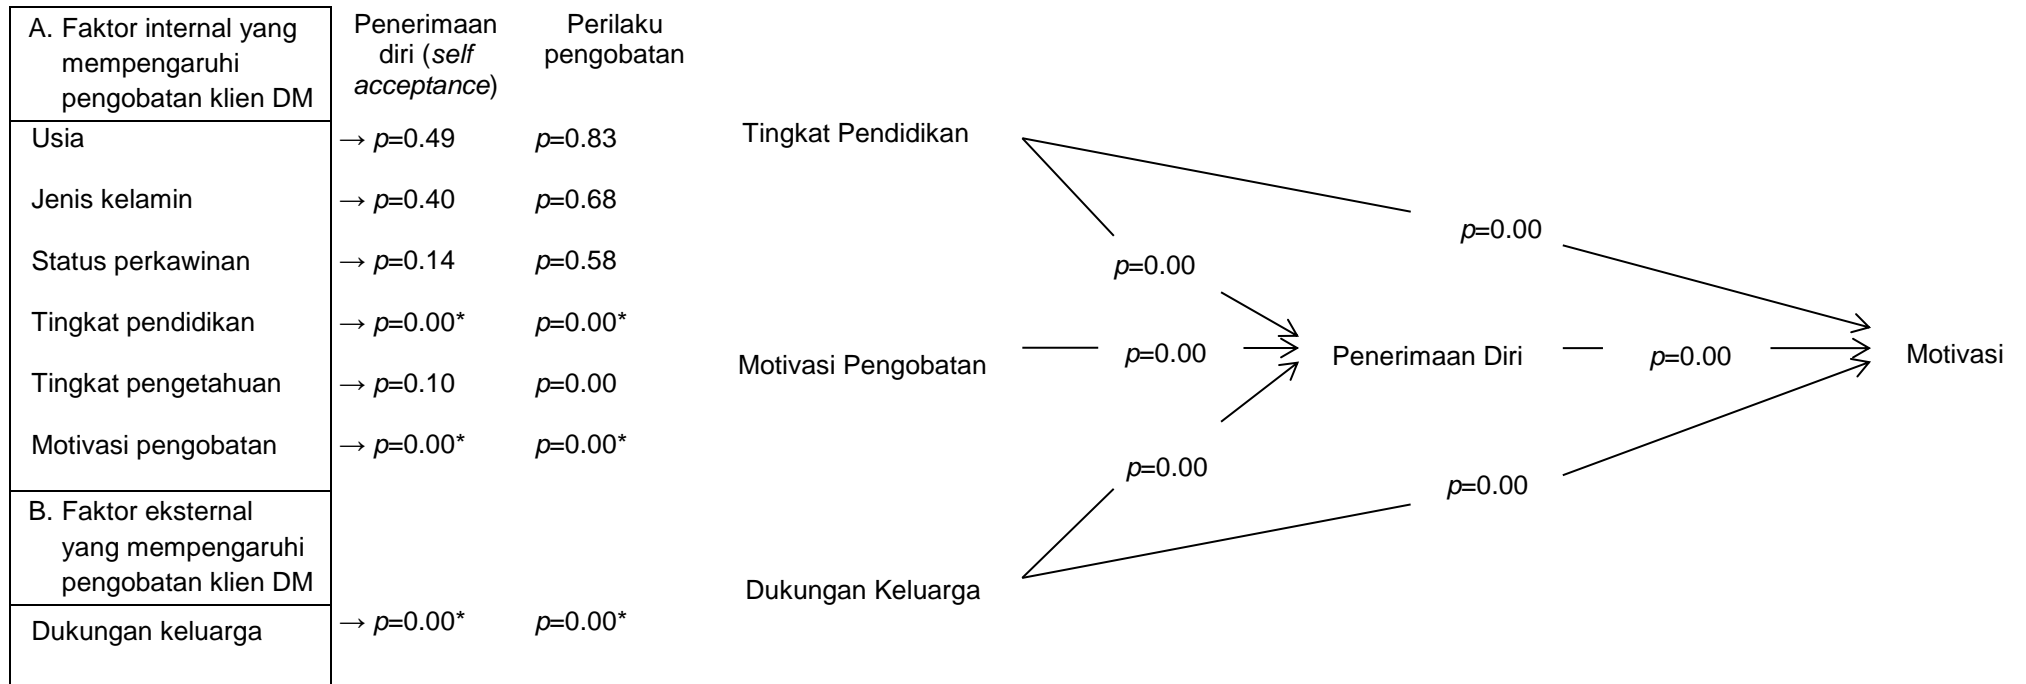 A. Faktor internal yang
mempengaruhi
pengobatan klien DM
Penerimaan
diri (self
acceptance)
Perilaku
pengobatan
Usia → p=0.49 p=0.83
Jenis kelamin → p=0.40 p=0.68
Status perkawinan → p=0.14 p=0.58
Tingkat pendidikan → p=0.00* p=0.00*
Tingkat pengetahuan → p=0.10 p=0.00
Motivasi pengobatan → p=0.00* p=0.00*
B. Faktor eksternal
yang mempengaruhi
pengobatan klien DM
Dukungan keluarga → p=0.00* p=0.00*
Tingkat Pendidikan
p=0.00
p=0.00
Motivasi Pengobatan
p=0.00
Penerimaan Diri
p=0.00
Motivasi
p=0.00
p=0.00
Dukungan Keluarga